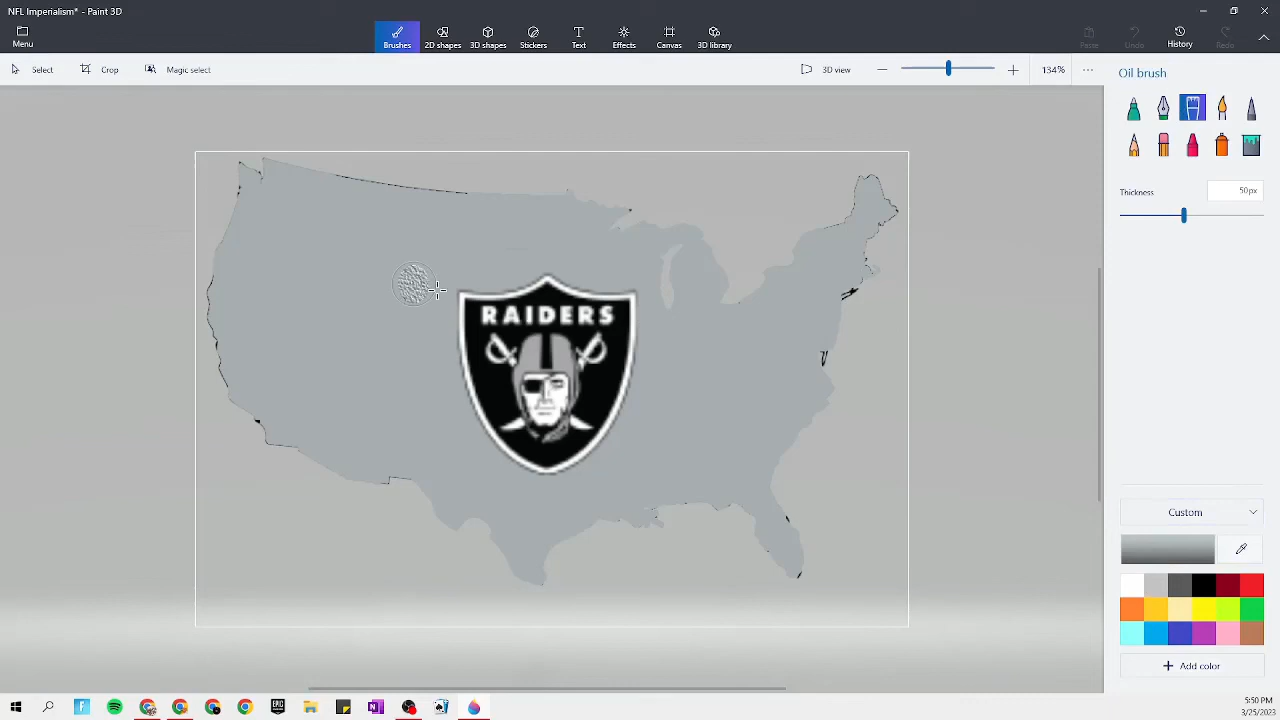 NFL Imperialism* - Paint 3D
Menu
Brushes
2D shapes
3D shapes
Stickers
Text
Effects
Canvas
3D library
Paste
Undo
History
Redo
Select
Crop
Magic select
3D view
134%
Oil brush
Thickness
50px
RAIDERS
Custom
Add color
EPIC
5:50 PM
3/25/2023